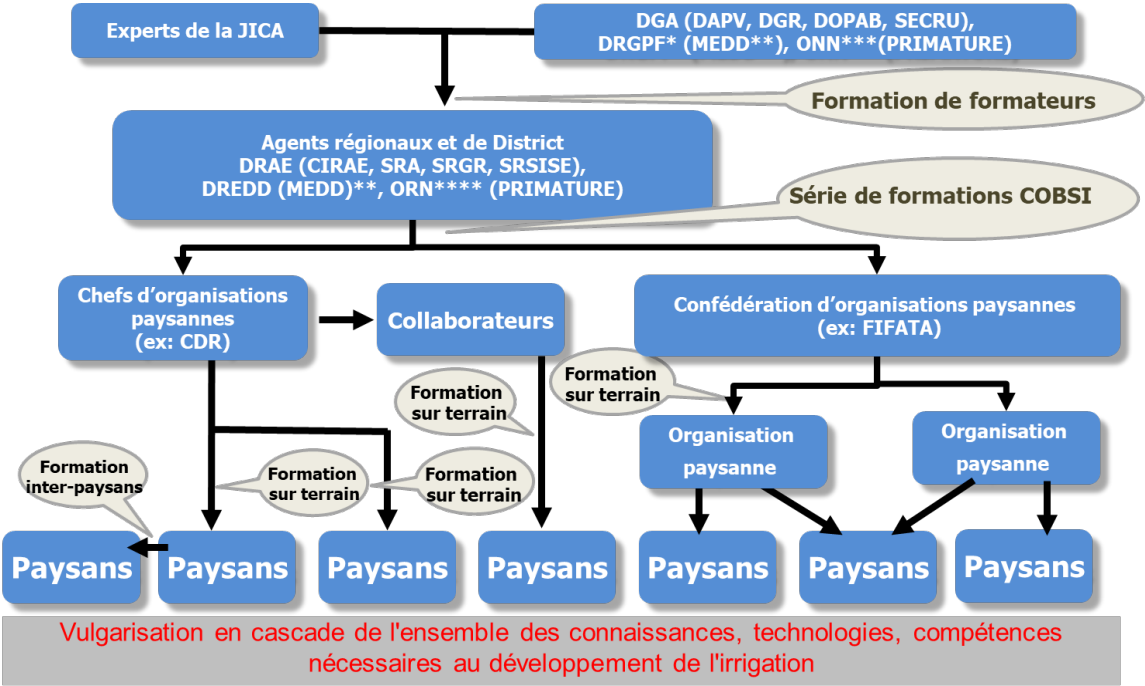 Experts de la JICA
DGA (DAPV, DGR, DOPAB, SECRU),
DRGPF* (MEDD**), ONN***(PRIMATURE)
Formation de formateurs
Agents régionaux et de District
DRAE (CIRAE, SRA, SRGR, SRSISE),
DREDD (MEDD)**, ORN**** (PRIMATURE)
Série de formations COBSI
Chefs d’organisations
paysannes
(ex: CDR)
Collaborateurs
Confédération d’organisations paysannes
(ex: FIFATA)
Formation
sur terrain
Formation
sur terrain
Organisation
paysanne
Organisation
paysanne
Formation
inter-paysans
Formation
sur terrain
Formation
sur terrain
Paysans
Paysans
Paysans
Paysans
Paysans
Paysans
Paysans
Vulgarisation en cascade de l'ensemble des connaissances, technologies, compétences
nécessaires au développement de l'irrigation